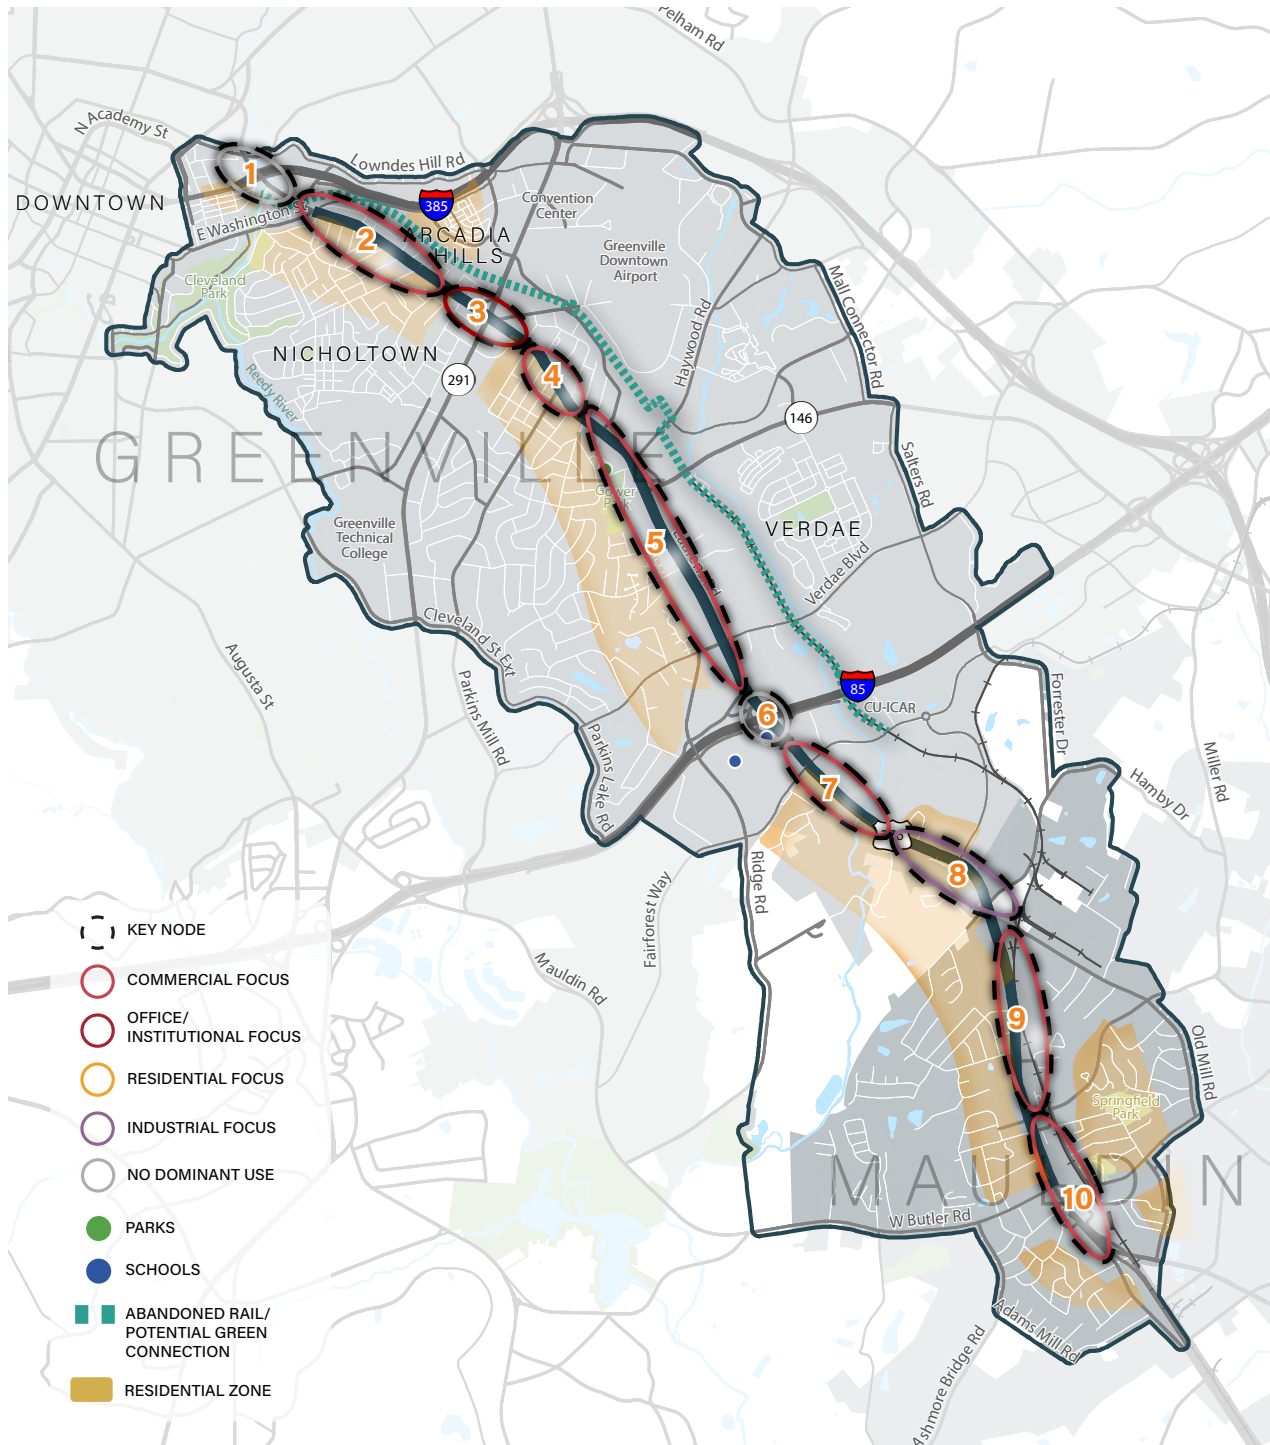 Pelham Rd
N Academy St
Lowndes Hill Rd
1
DOWNTOWN
385
Convention
Center
E Washington St
2
ARCADIA
HILLS
Greenville
Downtown
Airport
Cleveland
Park
Mall Connector Rd
3
Haywood Rd
NICHOLTOWN
4
291
Reedy River
146
GREENVILLE
Salters Rd
Gower
Park
Greenville
Technical
College
5
VERDAE
Verdae Blvd
Cleveland St Ext
Augusta St
Parkins Mill Rd
85
CU-ICAR
6
Forrester Dr
Parkins Lake Rd
7
Miller Rd
Hamby Dr
8
Ridge Rd
Fairforest Way
Mauldin Rd
9
Old Mill Rd
Springfield
Park
MAULDIN
10
W Butler Rd
Adams Mill Rd
Ashmore Bridge Rd
KEY NODE
COMMERCIAL FOCUS
OFFICE/
INSTITUTIONAL FOCUS
RESIDENTIAL FOCUS
INDUSTRIAL FOCUS
NO DOMINANT USE
PARKS
SCHOOLS
ABANDONED RAIL/
POTENTIAL GREEN
CONNECTION
RESIDENTIAL ZONE